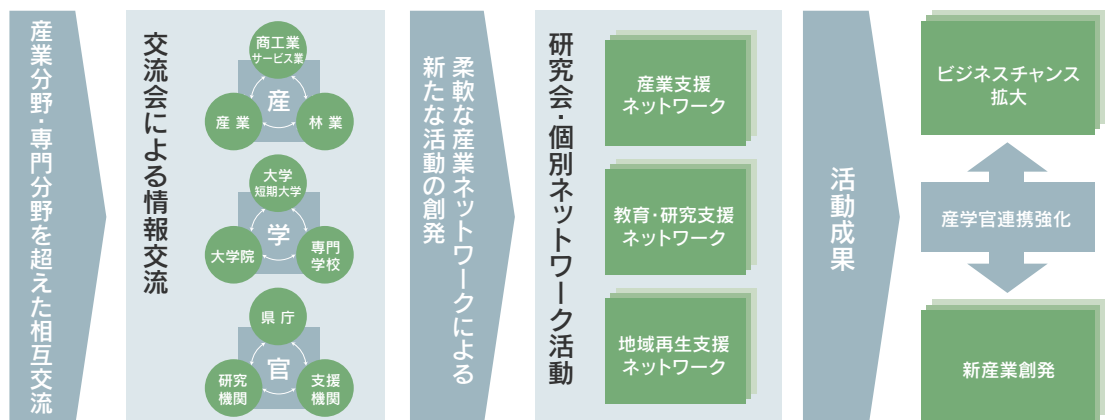 産業分野・専門分野を超えた相互交流
交流会による情報交流
商工業
サービス業
産
産 業
林 業
大学
短期大学
学
大学院
専門
学校
県 庁
官
研究
機関
支援
機関
柔軟な産業ネットワークによる
新たな活動の創発
研究会・個別ネットワーク活動
産業支援
ネットワーク
教育・研究支援
ネットワーク
地域再生支援
ネットワーク
活動成果
ビジネスチャンス
拡大
産学官連携強化
新産業創発